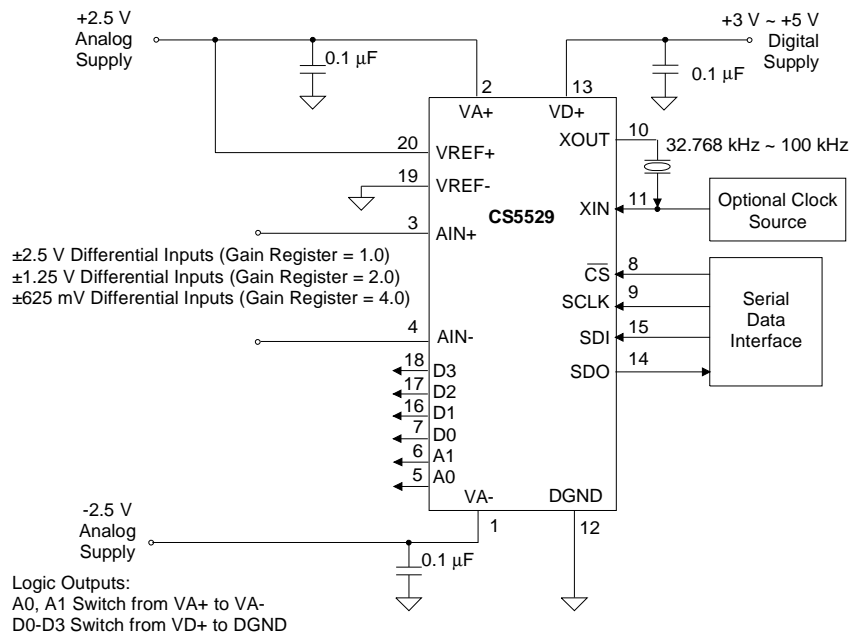 +2.5 V
Analog
Supply
0.1 µF
+3 V ~ +5 V
Digital
Supply
0.1 µF
2
13
VA+
VD+
XOUT
10
32.768 kHz ~ 100 kHz
20
VREF+
19
VREF-
CS5529
XIN
11
Optional Clock
Source
3
AIN+
±2.5 V Differential Inputs (Gain Register = 1.0)
±1.25 V Differential Inputs (Gain Register = 2.0)
±625 mV Differential Inputs (Gain Register = 4.0)
CS
8
SCLK
9
SDI
15
SDO
14
Serial
Data
Interface
4
AIN-
18
D3
17
D2
16
D1
7
D0
6
A1
5
A0
VA-
DGND
1
12
-2.5 V
Analog
Supply
0.1 µF
Logic Outputs:
A0, A1 Switch from VA+ to VA-
D0-D3 Switch from VD+ to DGND